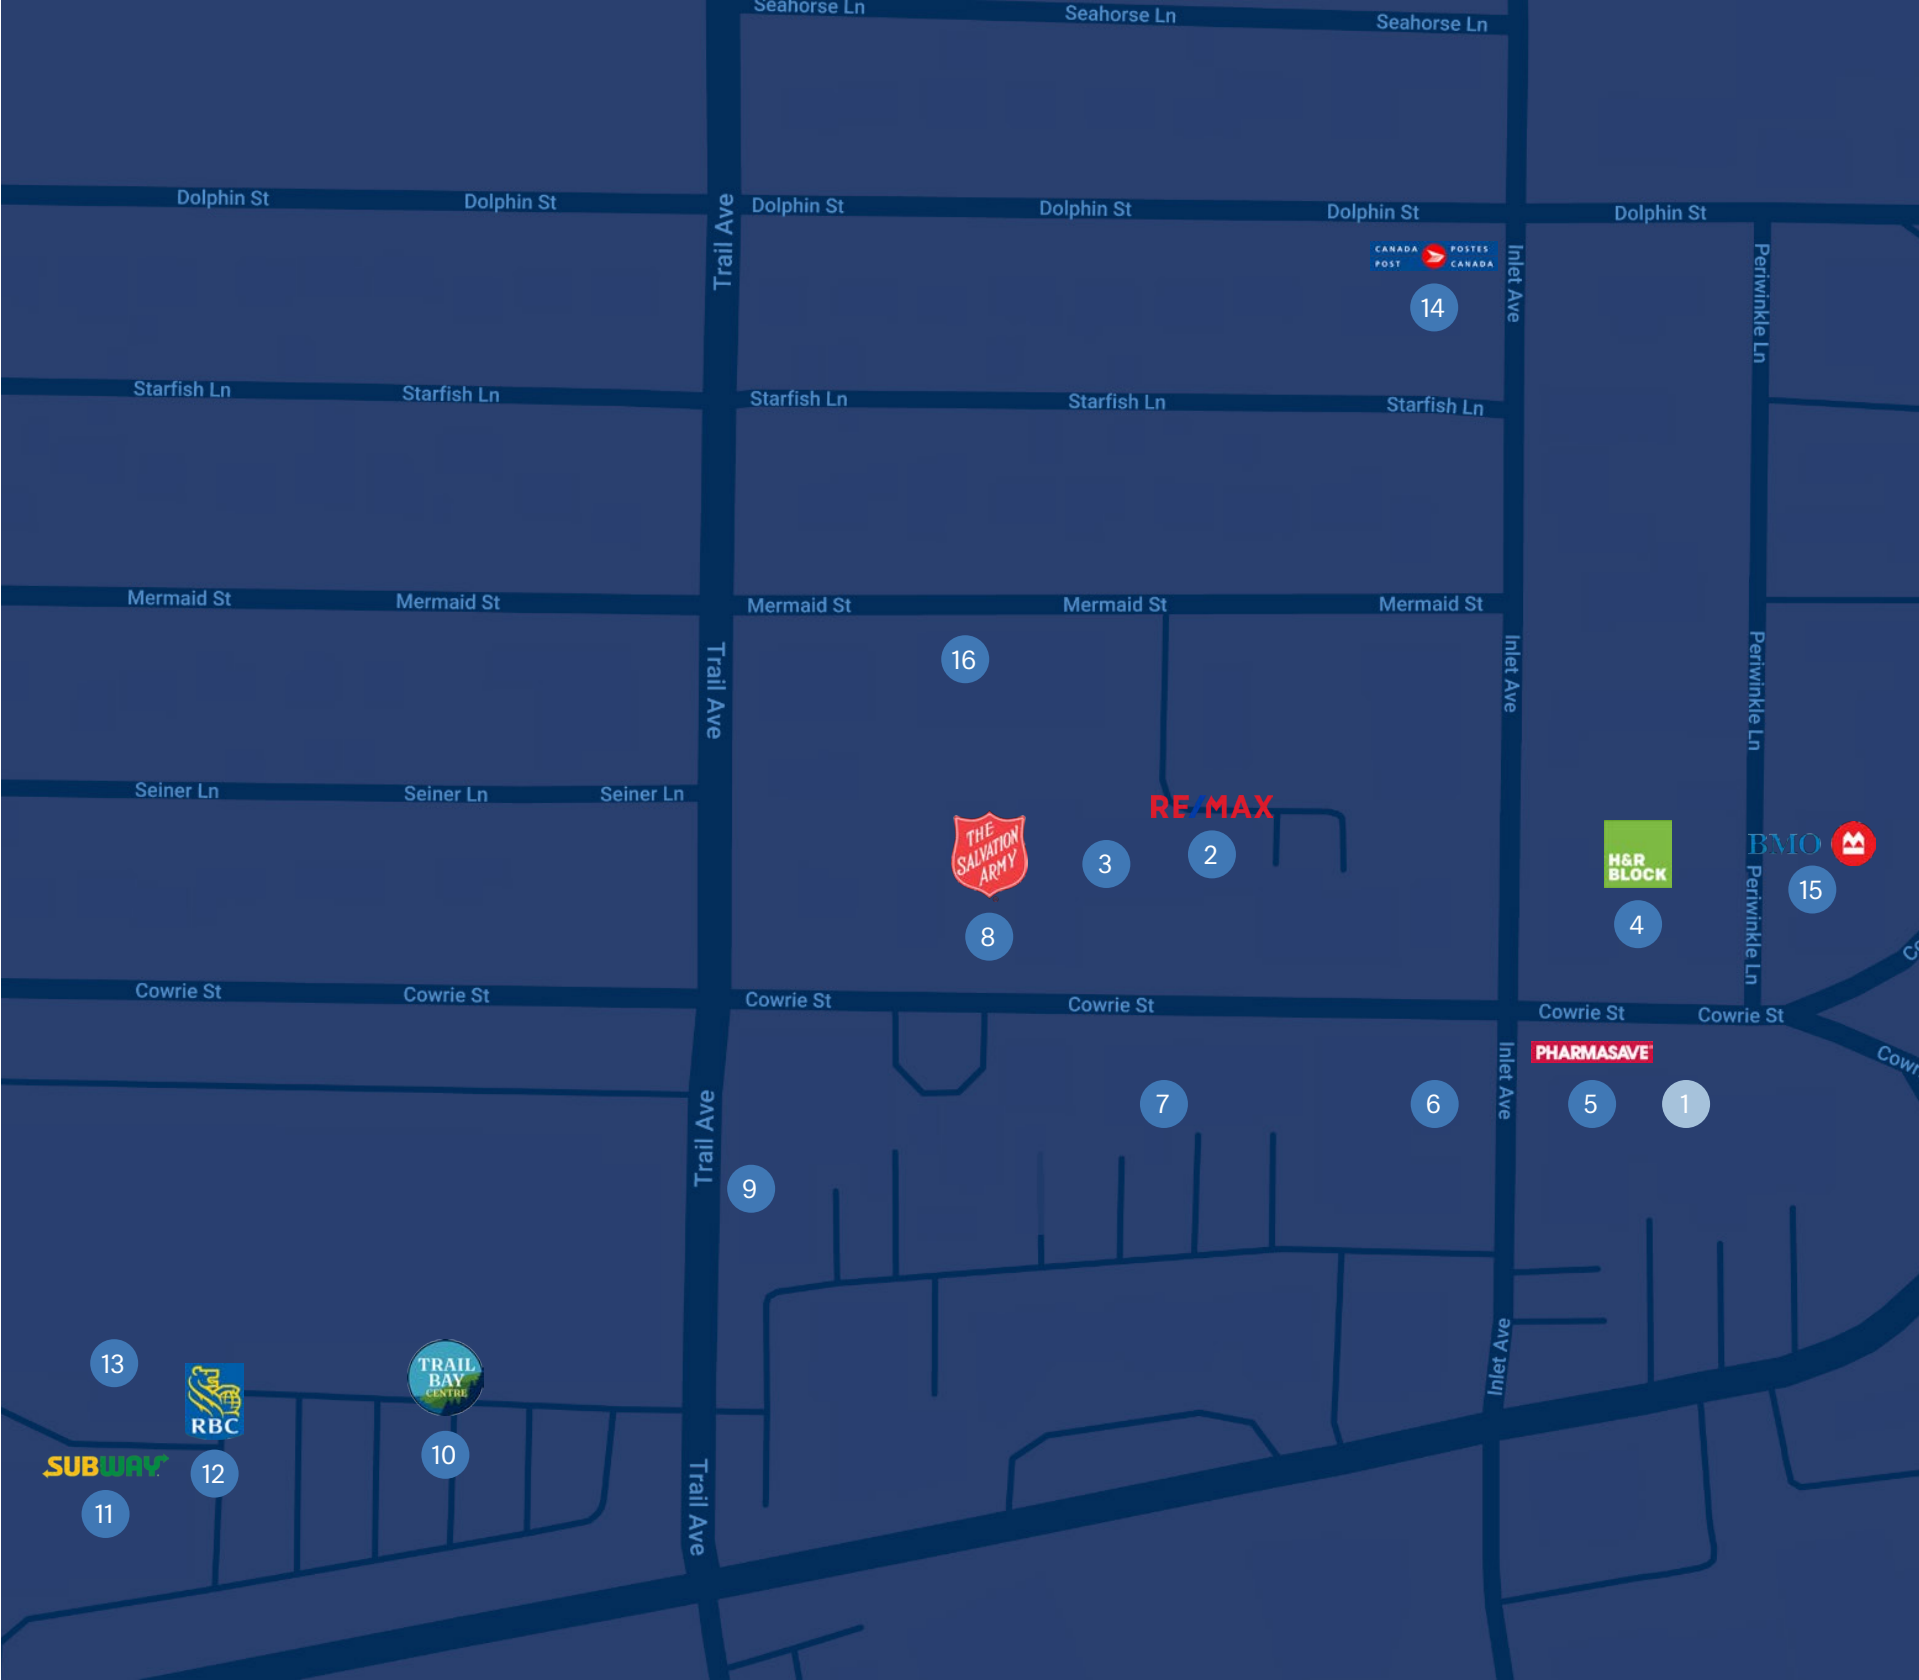 Seahorse Ln
Seahorse Ln
Seahorse Ln
Dolphin St
Dolphin St
Trail Ave
Dolphin St
Dolphin St
Dolphin St
Dolphin St
CANADA POSTES
POST CANADA
14
Inlet Ave
Periwinkle Ln
Starfish Ln
Starfish Ln
Starfish Ln
Starfish Ln
Starfish Ln
Mermaid St
Mermaid St
Mermaid St
Mermaid St
Mermaid St
Trail Ave
16
Inlet Ave
Periwinkle Ln
Seiner Ln
Seiner Ln
Seiner Ln
THE
SALVATION
ARMY
8
3
RE/MAX
2
H&R
BLOCK
4
BMO
15
Periwinkle Ln
Cowrie St
Cowrie St
Cowrie St
Cowrie St
Cowrie St
Cowrie St
PHARMASAVE
Inlet Ave
7
6
5
1
Trail Ave
9
13
RBC
12
TRAIL
BAY
CENTRE
10
SUBWAY
11
Trail Ave
Inlet Ave